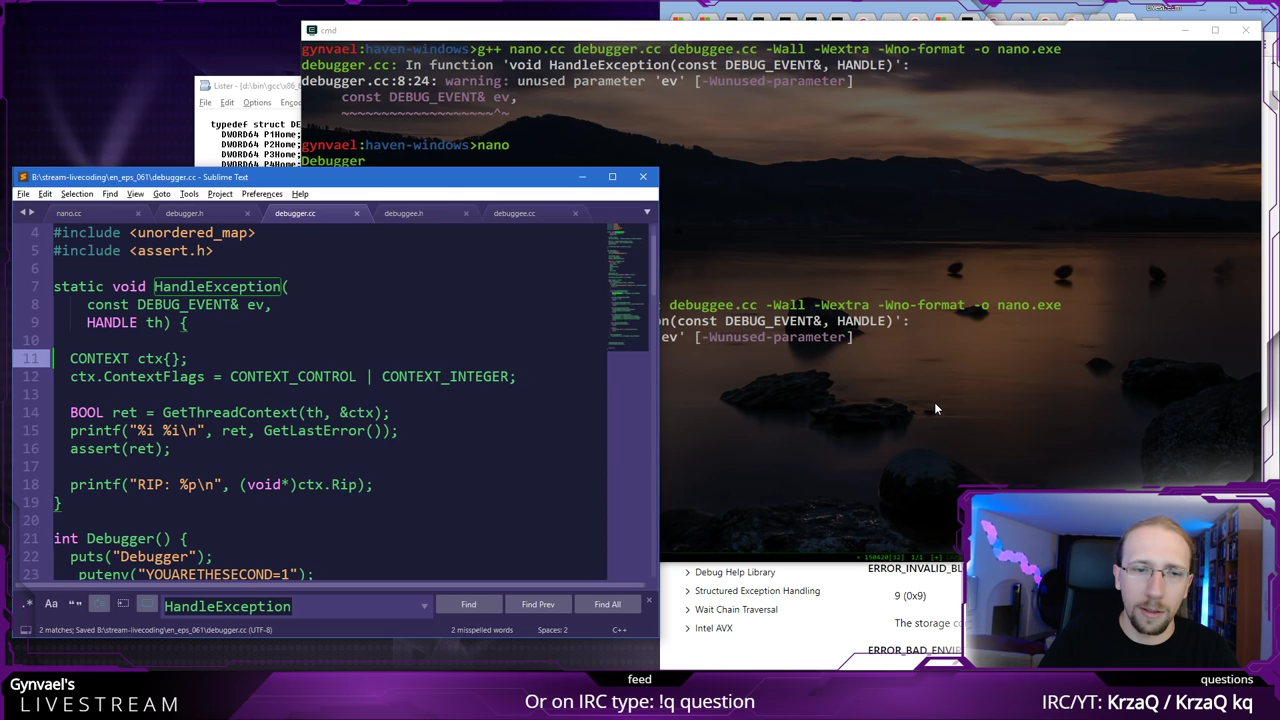 LiveStream
cmd
gynvael:haven-windows>g++ nano.cc debugger.cc debuggee.cc -Wall -Wextra -Wno-format -o nano.exe
debugger.cc: In function 'void HandleException(const DEBUG_EVENT&, HANDLE)':
debugger.cc:8:24: warning: unused parameter 'ev' [-Wunused-parameter]
const DEBUG_EVENT& ev,
~~~~~~~~~~~~~~~~~~~^~
gynvael:haven-windows>nano
Debugger
Lister - [d:\bin\gcc\x86_
File Edit Options Enco
typedef struct DE
DWORD64 P1Home;
DWORD64 P2Home;
DWORD64 P3Home;
DWORD64 P4Home;
B:\stream-livecoding\en_eps_061\debugger.cc - Sublime Text
File Edit Selection Find View Goto Tools Project Preferences Help
nano.cc debugger.h debugger.cc debuggee.h debuggee.cc
4 #include <unordered_map>
5 #include <assert.h>
6
7 static void HandleException(
8 const DEBUG_EVENT& ev,
9 HANDLE th) {
10
11 CONTEXT ctx{};
12 ctx.ContextFlags = CONTEXT_CONTROL | CONTEXT_INTEGER;
13
14 BOOL ret = GetThreadContext(th, &ctx);
15 printf("%i %i\n", ret, GetLastError());
16 assert(ret);
17
18 printf("RIP: %p\n", (void*)ctx.Rip);
19 }
20
21 int Debugger() {
22 puts("Debugger");
23 putenv("YOUARETHESECOND=1");
.* Aa HandleException Find Find Prev Find All
2 matches; Saved B:\stream-livecoding\en_eps_061\debugger.cc (UTF-8) 2 misspelled words Spaces: 2 C++
debuggee.cc -Wall -Wextra -Wno-format -o nano.exe
on(const DEBUG_EVENT&, HANDLE)':
ev' [-Wunused-parameter]
Debug Help Library
Structured Exception Handling
Wait Chain Traversal
Intel AVX
ERROR_INVALID_BL
9 (0x9)
The storage co
ERROR_BAD_ENVI
Gynvael's
LIVESTREAM
feed
Or on IRC type: !q question
questions
IRC/YT: KrzaQ / KrzaQ kq